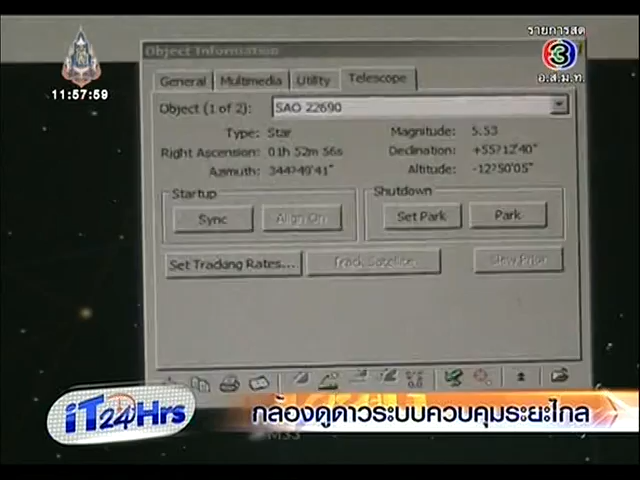 รายการสด
3
อ.ส.ม.ท.
11:57:59
Object Information
General Multimedia Utility Telescope
Object (1 of 2): SAO 22690
Type: Star Magnitude: 5.53
Right Ascension: 01h 52m 56s Declination: +55?12'40"
Azimuth: 344?49'41" Altitude: -12?50'05"
Startup Shutdown
Sync Align On Set Park Park
Set Tracking Rates... Track Satellite Slew Prior
iT24Hrs กล้องดูดาวระบบควบคุมระยะไกล
M33